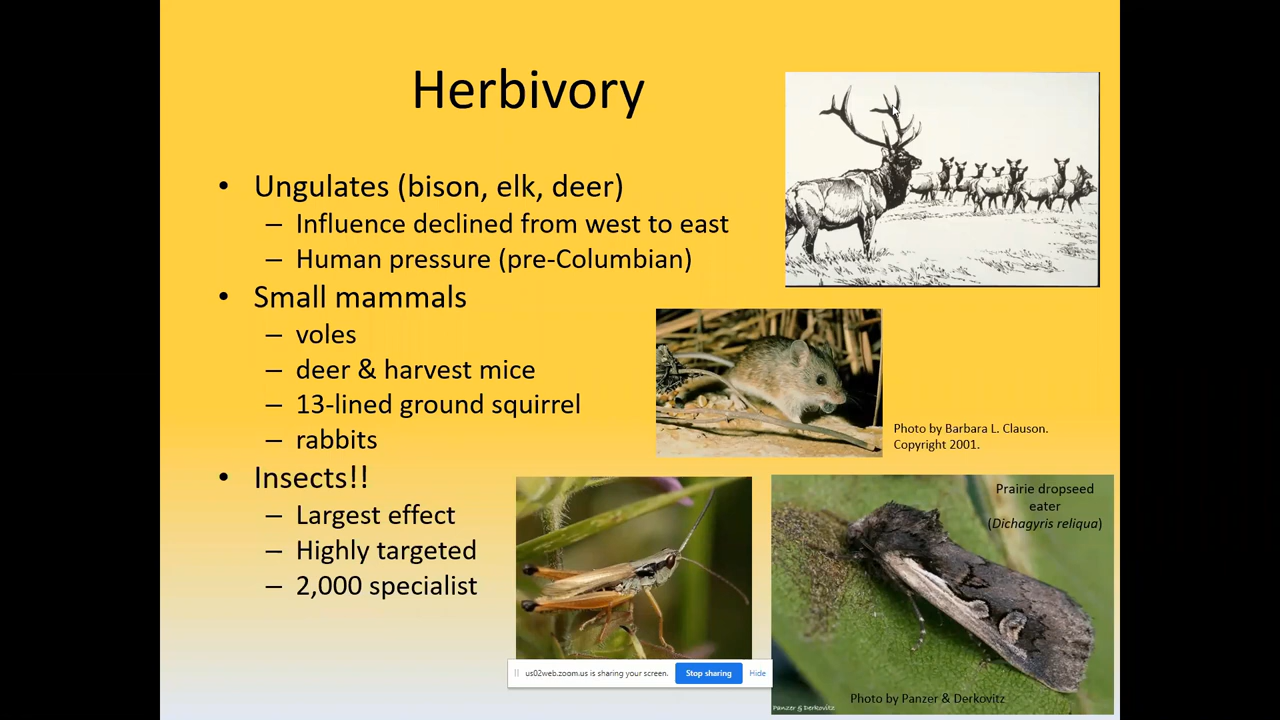 Herbivory
• Ungulates (bison, elk, deer)
– Influence declined from west to east
– Human pressure (pre-Columbian)
• Small mammals
– voles
– deer & harvest mice
– 13-lined ground squirrel
– rabbits
• Insects!!
– Largest effect
– Highly targeted
– 2,000 specialist
Photo by Barbara L. Clauson.
Copyright 2001.
Prairie dropseed
eater
(Dichagyris reliqua)
Photo by Panzer & Derkovitz
Panzer & Derkovitz
us02web.zoom.us is sharing your screen.
Stop sharing
Hide